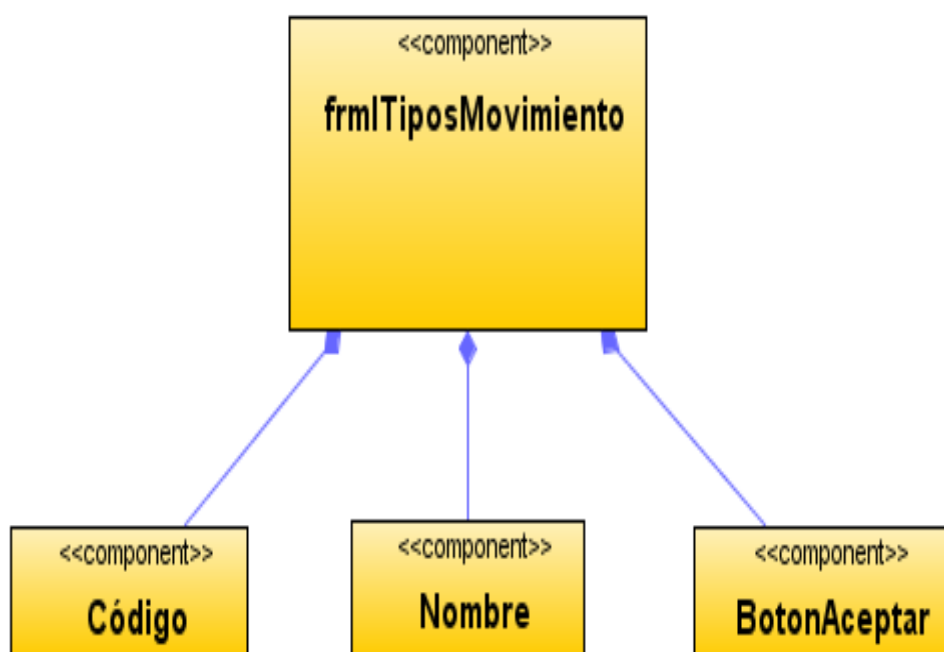 <<component>>
frmITiposMovimiento
<<component>>
Código
<<component>>
Nombre
<<component>>
BotonAceptar